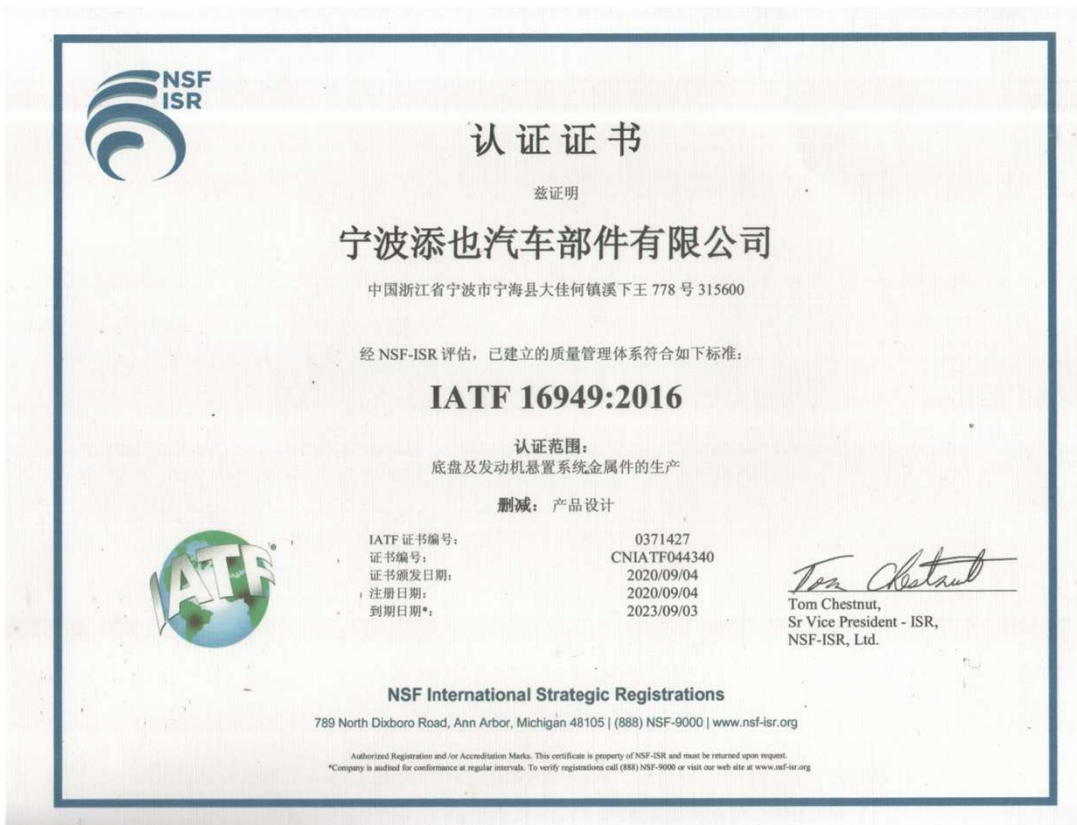 NSF
ISR
认证证书
兹证明
宁波添也汽车部件有限公司
中国浙江省宁波市宁海县大佳何镇溪下王 778 号 315600
经 NSF-ISR 评估，已建立的质量管理体系符合如下标准：
IATF 16949:2016
认证范围：
底盘及发动机悬置系统金属件的生产
删减： 产品设计
IATF 证书编号： 0371427
证书编号： CNIATF044340
证书颁发日期： 2020/09/04
注册日期： 2020/09/04
到期日期*： 2023/09/03
IATF®
Tom Chestnut
Tom Chestnut,
Sr Vice President - ISR,
NSF-ISR, Ltd.
NSF International Strategic Registrations
789 North Dixboro Road, Ann Arbor, Michigan 48105 | (888) NSF-9000 | www.nsf-isr.org
Authorized Registration and /or Accreditation Marks. This certificate is property of NSF-ISR and must be returned upon request.
*Company is audited for conformance at regular intervals. To verify registrations call (888) NSF-9000 or visit our web site at www.nsf-isr.org